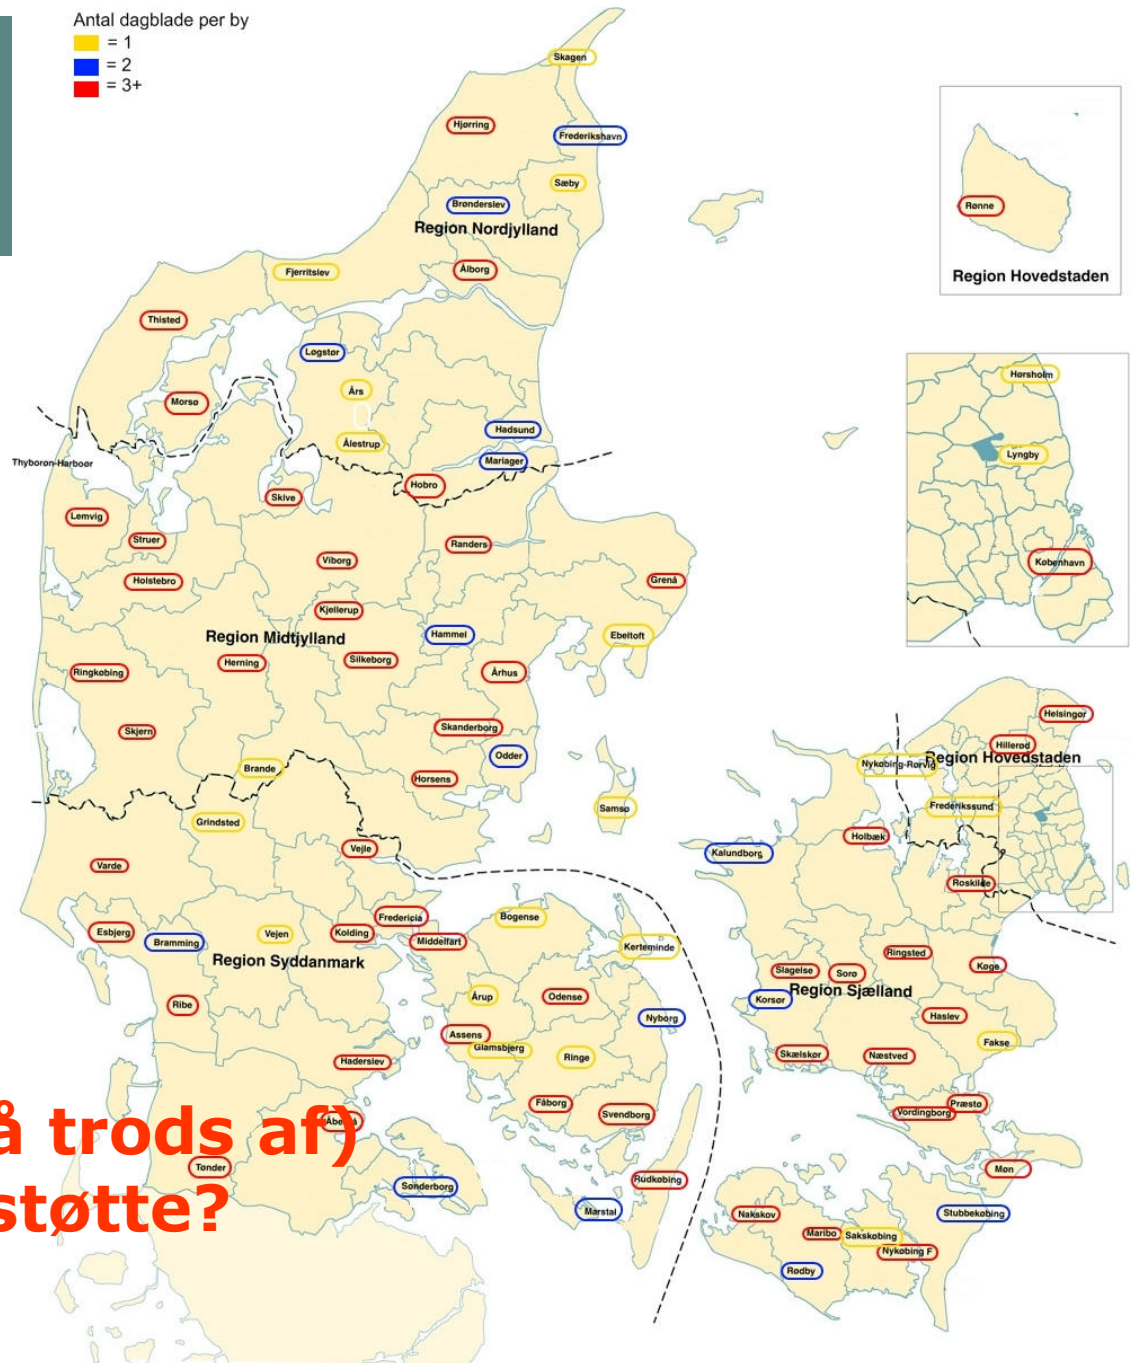 Antal dagblade per by
= 1
= 2
= 3+
Skagen
Hjørring
Frederikshavn
Sæby
Brønderslev
Region Nordjylland
Ålborg
Fjerritslev
Thisted
Løgstør
Års
0
Morsø
Ålestrup
Hadsund
Mariager
Thyborøn-Harboør
Hobro
Skive
Lemvig
Struer
Randers
Viborg
Holstebro
Grenå
Kjellerup
Region Midtjylland
Hammel
Ebeltoft
Herning
Silkeborg
Ringkøbing
Århus
Skanderborg
Skjern
Odder
Brande
Horsens
Samsø
Grindsted
Vejle
Varde
Fredericia
Bogense
Esbjerg
Bramming
Vejen
Kolding
Middelfart
Kerteminde
Region Syddanmark
Ribe
Årup
Odense
Nyborg
Assens
Glamsbjerg
Ringe
Haderslev
Fåborg
Svendborg
å trods af)
Tønder
Rudkøbing
Sønderborg
støtte?
Marstal
Rønne
Region Hovedstaden
Hørsholm
Lyngby
København
Helsingør
Hillerød
Region Hovedstaden
Nykøbing-Rørvig
Frederikssund
Holbæk
Kalundborg
Roskilde
Ringsted
Slagelse
Sorø
Køge
Region Sjælland
Korsør
Haslev
Fakse
Skælskør
Næstved
Præstø
Vordingborg
Møn
Nakskov
Stubbekøbing
Maribo
Sakskøbing
Nykøbing F
Rødby